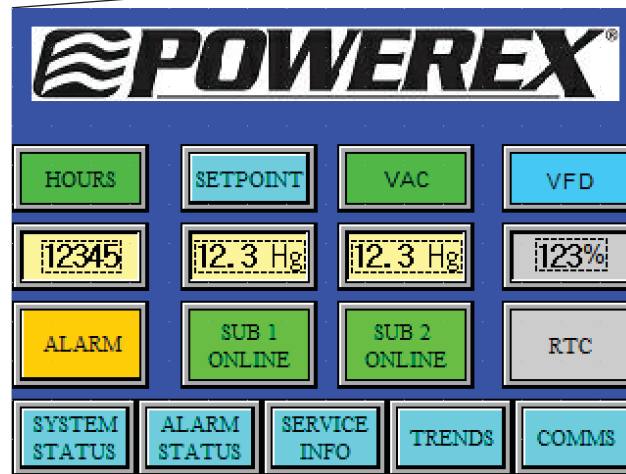 POWEREX®
HOURS SETPOINT VAC VFD
12345 12.3 Hg 12.3 Hg 123%
ALARM SUB 1 ONLINE SUB 2 ONLINE RTC
SYSTEM STATUS ALARM STATUS SERVICE INFO TRENDS COMMS